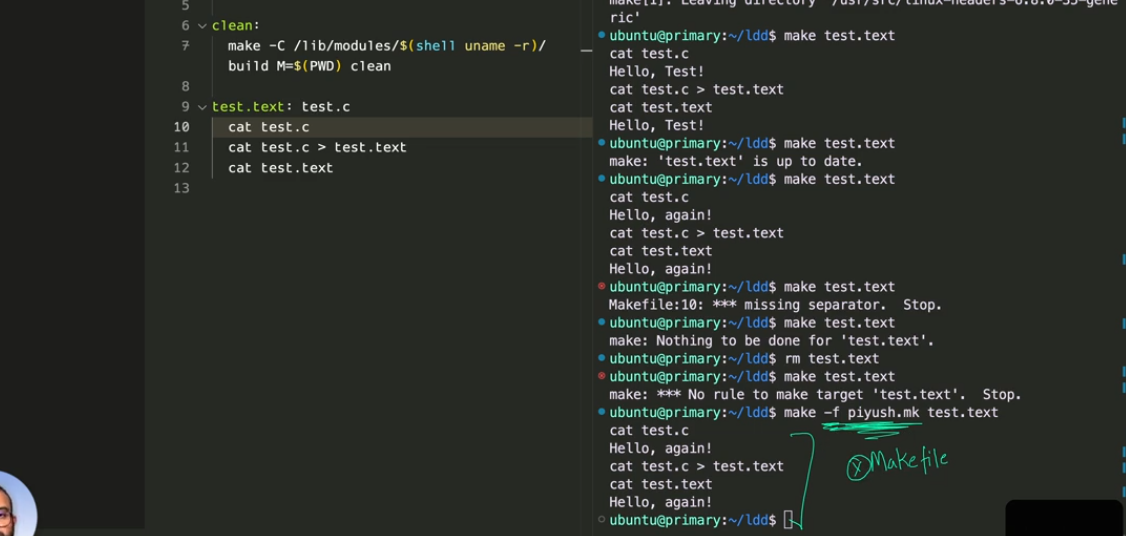 5
6 clean:
7 make -C /lib/modules/$(shell uname -r)/
build M=$(PWD) clean
8
9 test.text: test.c
10 cat test.c
11 cat test.c > test.text
12 cat test.text
13
make[1]: Leaving directory '/usr/src/linux-headers-6.8.0-35-gene
ric'
ubuntu@primary:~/ldd$ make test.text
cat test.c
Hello, Test!
cat test.c > test.text
cat test.text
Hello, Test!
ubuntu@primary:~/ldd$ make test.text
make: 'test.text' is up to date.
ubuntu@primary:~/ldd$ make test.text
cat test.c
Hello, again!
cat test.c > test.text
cat test.text
Hello, again!
ubuntu@primary:~/ldd$ make test.text
Makefile:10: *** missing separator.  Stop.
ubuntu@primary:~/ldd$ make test.text
make: Nothing to be done for 'test.text'.
ubuntu@primary:~/ldd$ rm test.text
ubuntu@primary:~/ldd$ make test.text
make: *** No rule to make target 'test.text'.  Stop.
ubuntu@primary:~/ldd$ make -f piyush.mk test.text
cat test.c
Hello, again!
cat test.c > test.text
cat test.text
Hello, again!
ubuntu@primary:~/ldd$
x Makefile